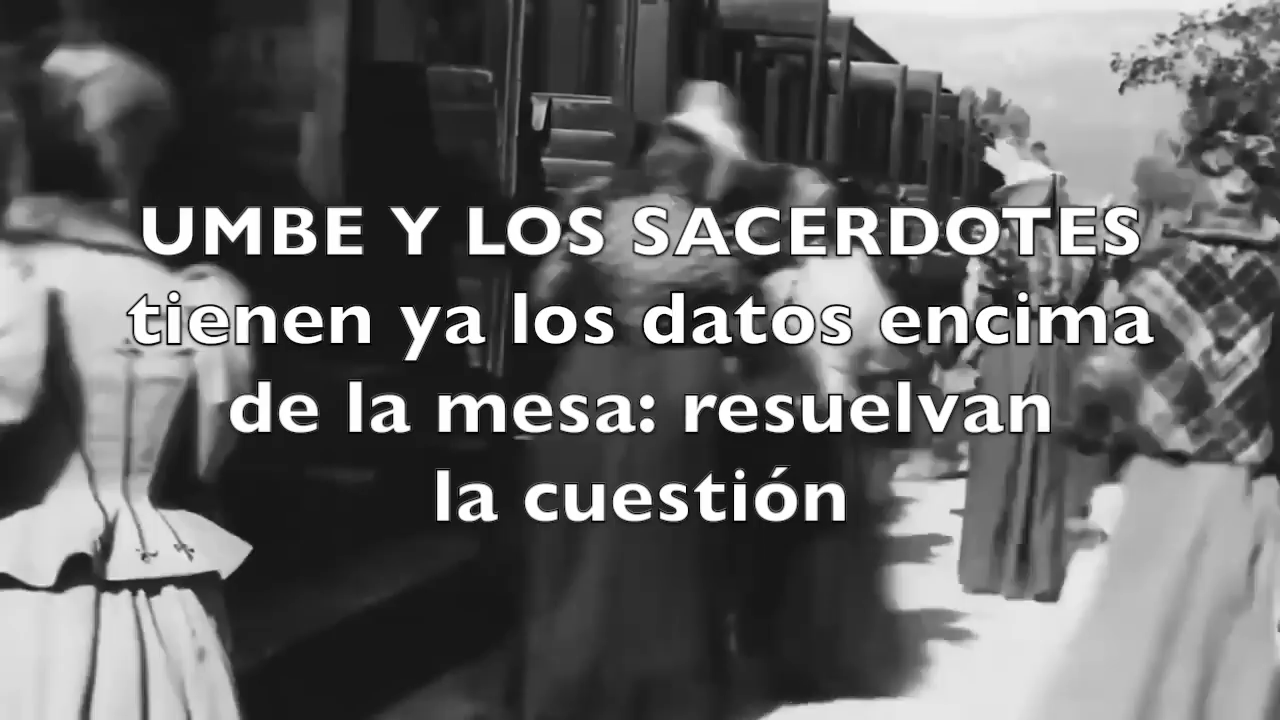 UMBE Y LOS SACERDOTES
tienen ya los datos encima
de la mesa: resuelvan
la cuestión